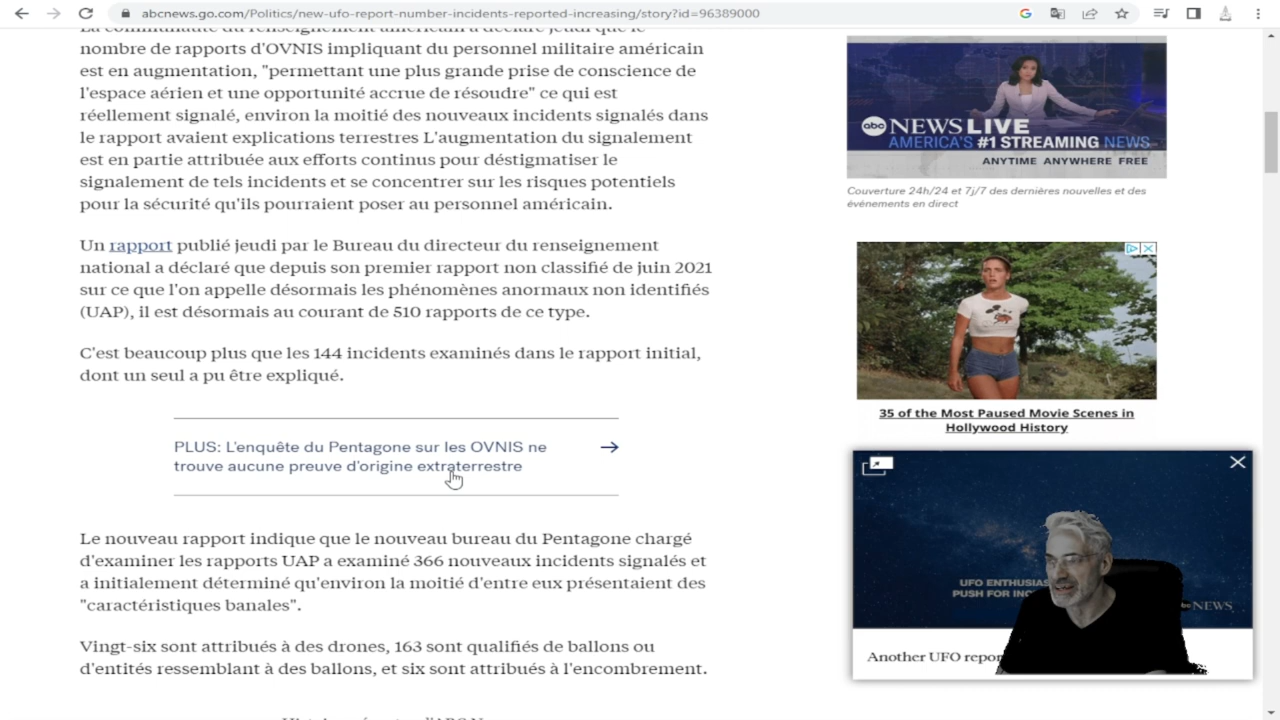 abcnews.go.com/Politics/new-ufo-report-number-incidents-reported-increasing/story?id=96389000
La communauté du renseignement américain a déclaré jeudi que le
nombre de rapports d'OVNIS impliquant du personnel militaire américain
est en augmentation, "permettant une plus grande prise de conscience de
l'espace aérien et une opportunité accrue de résoudre" ce qui est
réellement signalé, environ la moitié des nouveaux incidents signalés dans
le rapport avaient explications terrestres L'augmentation du signalement
est en partie attribuée aux efforts continus pour déstigmatiser le
signalement de tels incidents et se concentrer sur les risques potentiels
pour la sécurité qu'ils pourraient poser au personnel américain.
Un rapport publié jeudi par le Bureau du directeur du renseignement
national a déclaré que depuis son premier rapport non classifié de juin 2021
sur ce que l'on appelle désormais les phénomènes anormaux non identifiés
(UAP), il est désormais au courant de 510 rapports de ce type.
C'est beaucoup plus que les 144 incidents examinés dans le rapport initial,
dont un seul a pu être expliqué.
PLUS: L'enquête du Pentagone sur les OVNIS ne
trouve aucune preuve d'origine extraterrestre
Le nouveau rapport indique que le nouveau bureau du Pentagone chargé
d'examiner les rapports UAP a examiné 366 nouveaux incidents signalés et
a initialement déterminé qu'environ la moitié d'entre eux présentaient des
"caractéristiques banales".
Vingt-six sont attribués à des drones, 163 sont qualifiés de ballons ou
d'entités ressemblant à des ballons, et six sont attribués à l'encombrement.
abc NEWS LIVE
AMERICA'S #1 STREAMING NEWS
ANYTIME ANYWHERE FREE
Couverture 24h/24 et 7j/7 des dernières nouvelles et des
événements en direct
35 of the Most Paused Movie Scenes in
Hollywood History
UFO ENTHUSIAS
PUSH FOR INC
abc NEWS
Another UFO repor